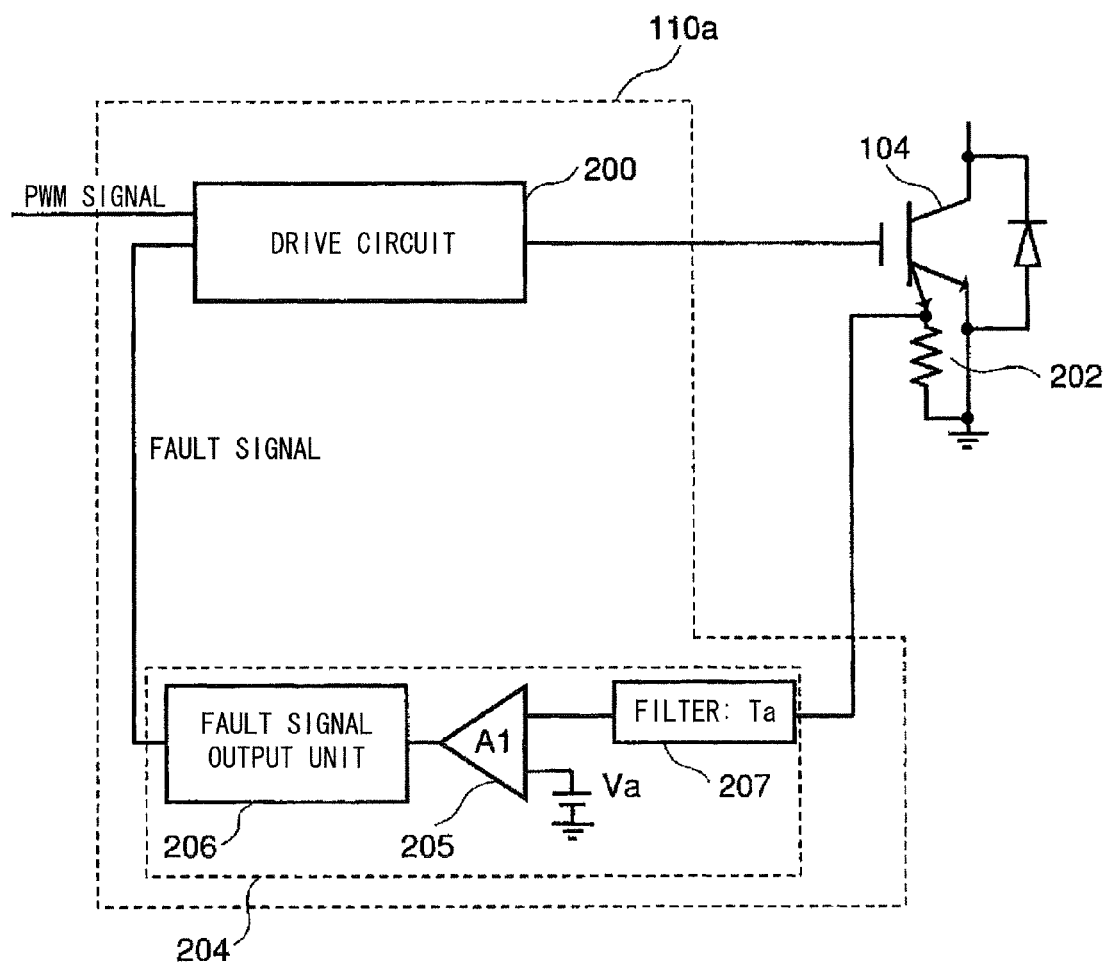 110a
104
200
PWM SIGNAL
DRIVE CIRCUIT
202
FAULT SIGNAL
FAULT SIGNAL
OUTPUT UNIT
A1
FILTER: Ta
Va
207
206
205
204